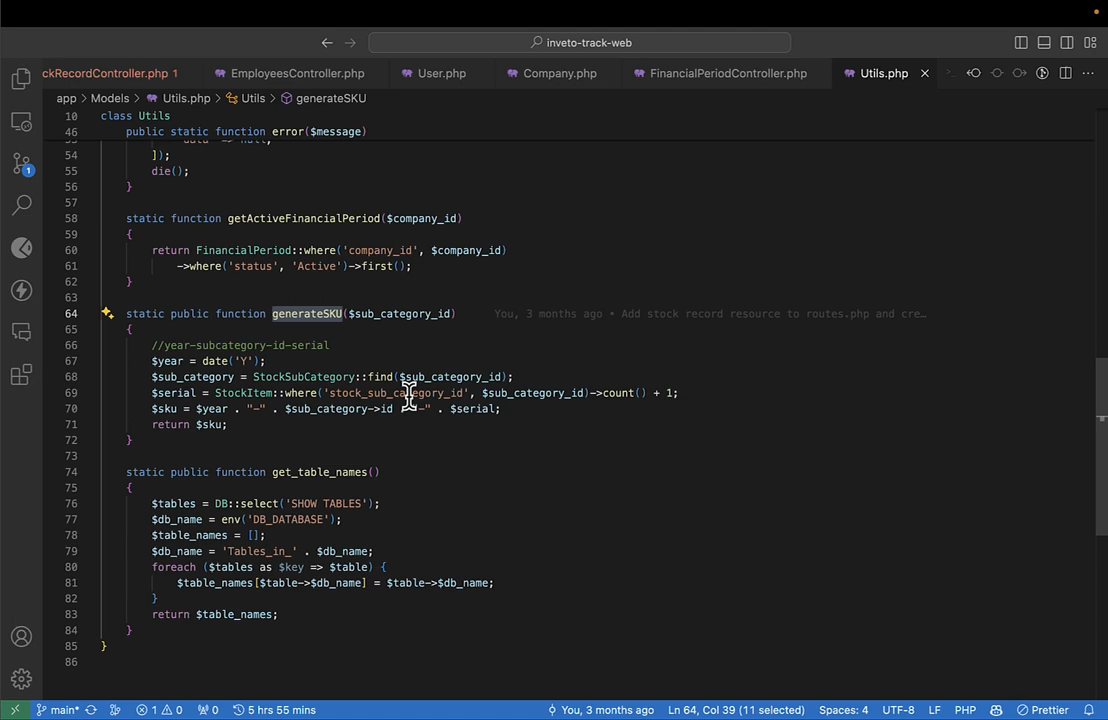 inveto-track-web
ckRecordController.php 1
EmployeesController.php
User.php
Company.php
FinancialPeriodController.php
Utils.php
app > Models > Utils.php > Utils > generateSKU
10 class Utils
46 public static function error($message)
54 ]);
55 die();
56 }
57
58 static function getActiveFinancialPeriod($company_id)
59 {
60 return FinancialPeriod::where('company_id', $company_id)
61 ->where('status', 'Active')->first();
62 }
63
64 static public function generateSKU($sub_category_id) You, 3 months ago • Add stock record resource to routes.php and cre…
65 {
66 //year-subcategory-id-serial
67 $year = date('Y');
68 $sub_category = StockSubCategory::find($sub_category_id);
69 $serial = StockItem::where('stock_sub_category_id', $sub_category_id)->count() + 1;
70 $sku = $year . "-" . $sub_category->id . "-" . $serial;
71 return $sku;
72 }
73
74 static public function get_table_names()
75 {
76 $tables = DB::select('SHOW TABLES');
77 $db_name = env('DB_DATABASE');
78 $table_names = [];
79 $db_name = 'Tables_in_' . $db_name;
80 foreach ($tables as $key => $table) {
81 $table_names[$table->$db_name] = $table->$db_name;
82 }
83 return $table_names;
84 }
85 }
86
1
main* 1 0 0 5 hrs 55 mins You, 3 months ago Ln 64, Col 39 (11 selected) Spaces: 4 UTF-8 LF PHP Prettier